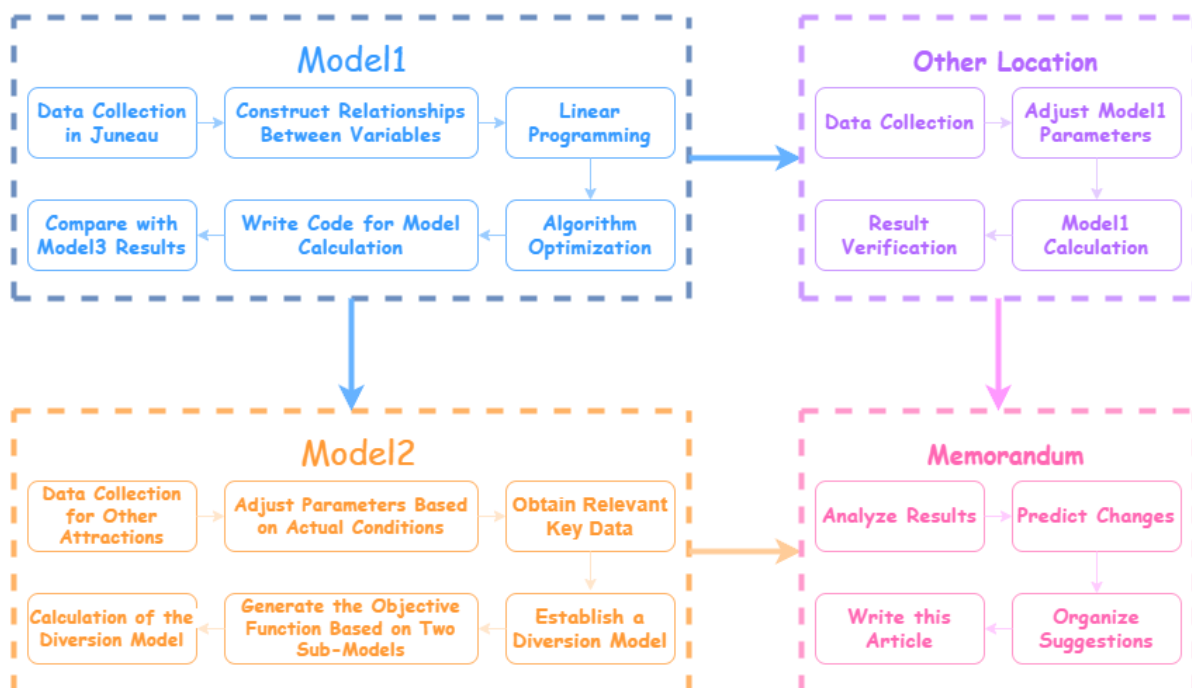 Model1
Data Collection
in Juneau
Construct Relationships
Between Variables
Linear
Programming
Compare with
Model3 Results
Write Code for Model
Calculation
Algorithm
Optimization
Other Location
Data Collection
Adjust Model1
Parameters
Result
Verification
Model1
Calculation
Model2
Data Collection
for Other
Attractions
Adjust Parameters Based
on Actual Conditions
Obtain Relevant
Key Data
Calculation of the
Diversion Model
Generate the Objective
Function Based on Two
Sub-Models
Establish a
Diversion Model
Memorandum
Analyze Results
Predict Changes
Write this
Article
Organize
Suggestions